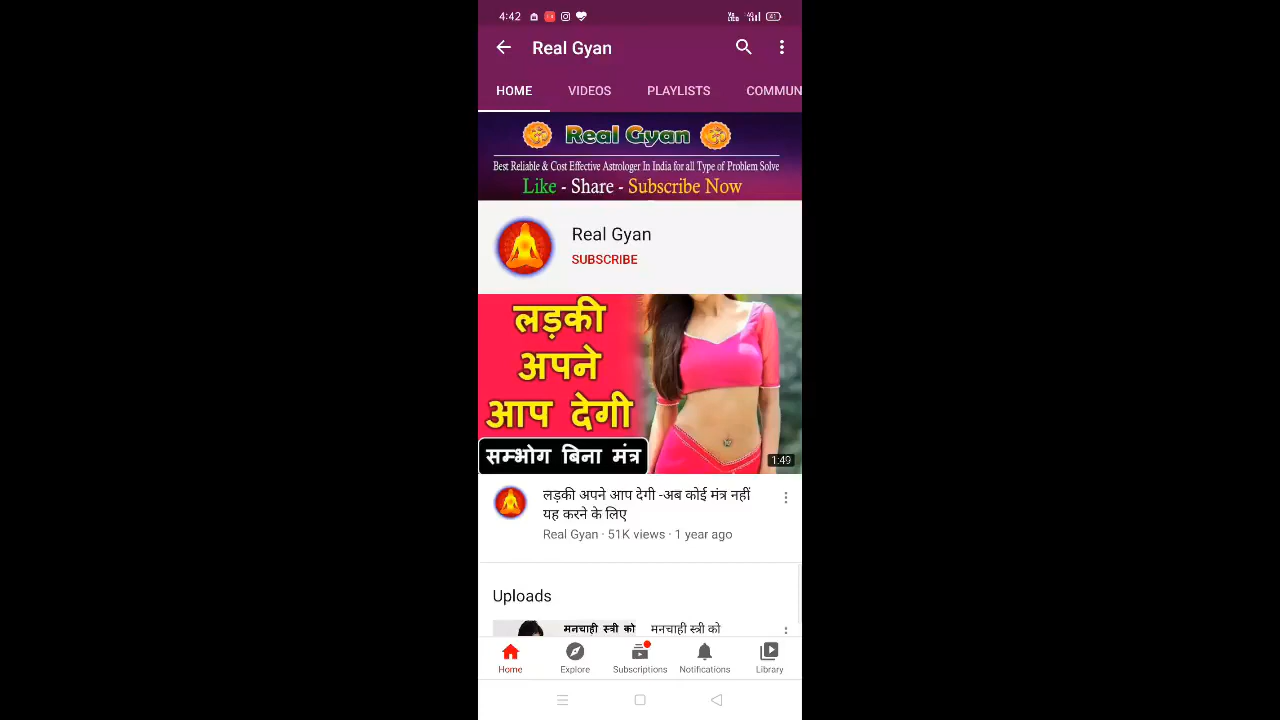 4:42
Real Gyan
HOME VIDEOS PLAYLISTS COMMUN
Real Gyan
Best Reliable & Cost Effective Astrologer In India for all Type of Problem Solve
Like - Share - Subscribe Now
Real Gyan
SUBSCRIBE
लड़की
अपने
आप देगी
सम्भोग बिना मंत्र
1:49
लड़की अपने आप देगी -अब कोई मंत्र नहीं
यह करने के लिए
Real Gyan · 51K views · 1 year ago
Uploads
मनचाही स्त्री को
मनचाही स्त्री को
Home Explore Subscriptions Notifications Library